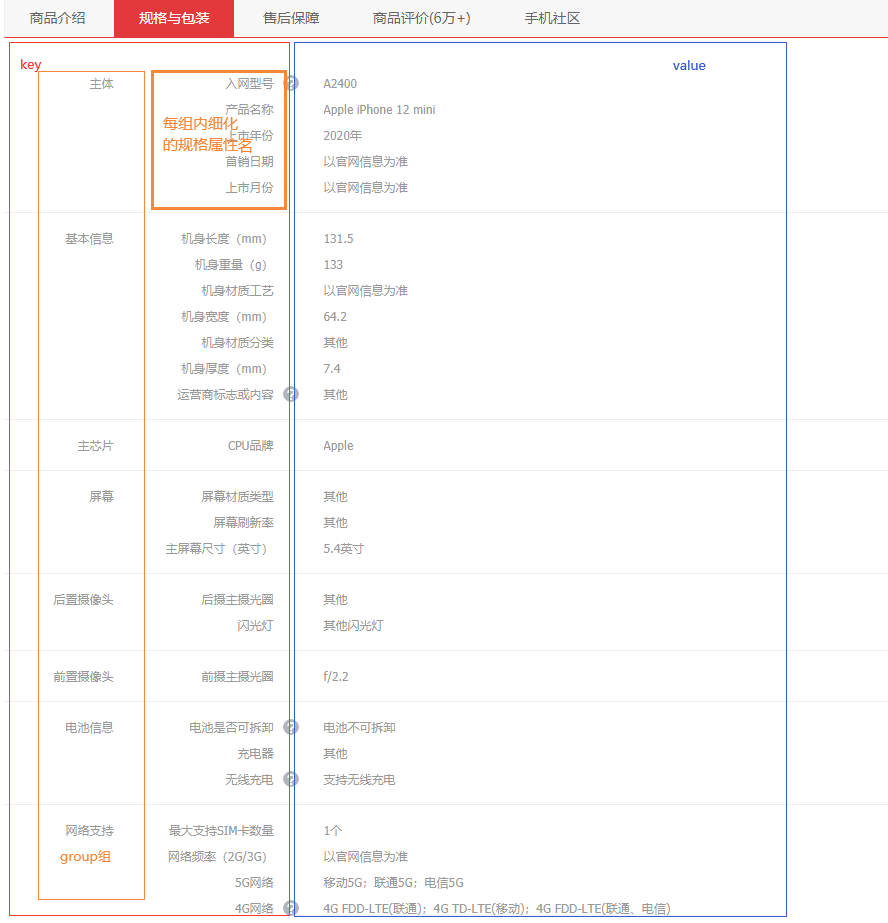 商品介绍 规格与包装 售后保障 商品评价(6万+) 手机社区
key value
主体 入网型号 ? A2400
产品名称 Apple iPhone 12 mini
每组内细化
上市年份 2020年
的规格属性名
首销日期 以官网信息为准
上市月份 以官网信息为准
基本信息 机身长度（mm） 131.5
机身重量（g） 133
机身材质工艺 以官网信息为准
机身宽度（mm） 64.2
机身材质分类 其他
机身厚度（mm） 7.4
运营商标志或内容 ? 其他
主芯片 CPU品牌 Apple
屏幕 屏幕材质类型 其他
屏幕刷新率 其他
主屏幕尺寸（英寸） 5.4英寸
后置摄像头 后摄主摄光圈 其他
闪光灯 其他闪光灯
前置摄像头 前摄主摄光圈 f/2.2
电池信息 电池是否可拆卸 ? 电池不可拆卸
充电器 其他
无线充电 ? 支持无线充电
网络支持 最大支持SIM卡数量 1个
group组 网络频率（2G/3G） 以官网信息为准
5G网络 移动5G；联通5G；电信5G
4G网络 ? 4G FDD-LTE(联通)；4G TD-LTE(移动)；4G FDD-LTE(联通、电信)